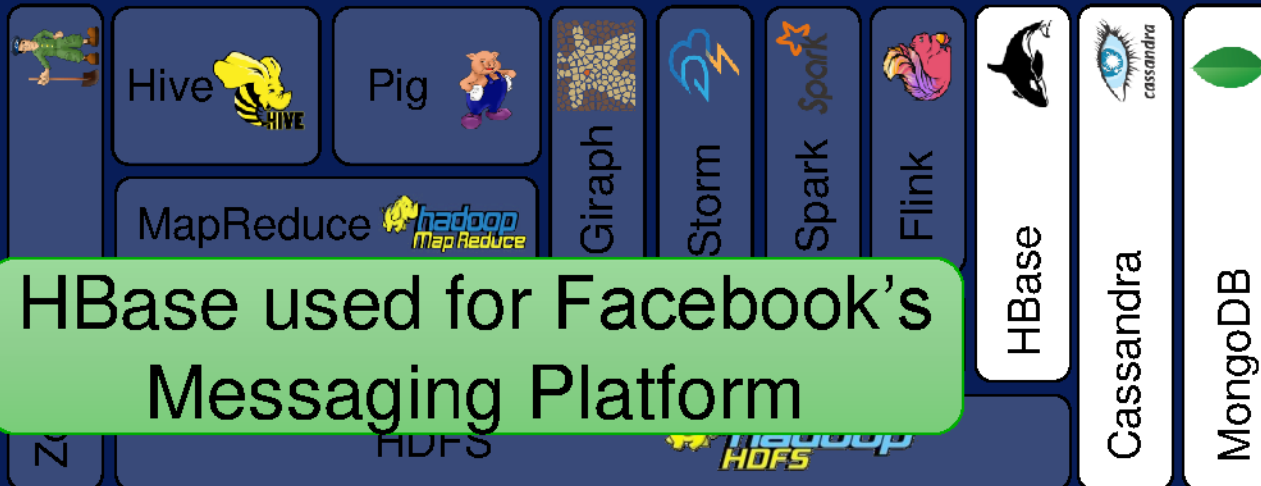 Hive
HIVE
Pig
Giraph
Storm
Spark
Spark
Flink
HBase
cassandra
Cassandra
MongoDB
MapReduce
hadoop
Map Reduce
HBase used for Facebook's
Messaging Platform
HDFS
hadoop
HDFS